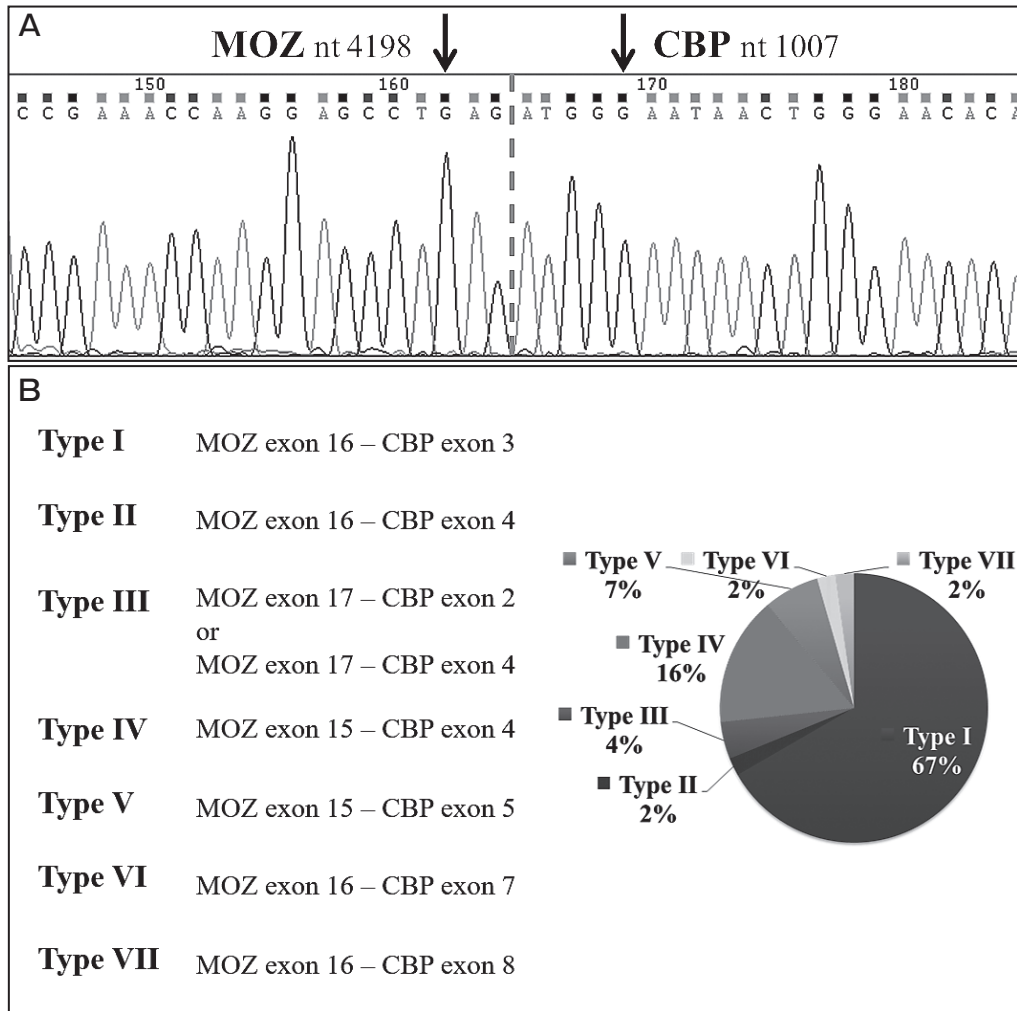 A
MOZ nt 4198
CBP nt 1007
150 160 170 180
C C G A A A C C A A G G A G C C T G A G A T G G G A A T A A C T G G G A A C A C A
B
Type I MOZ exon 16 – CBP exon 3
Type II MOZ exon 16 – CBP exon 4
Type III MOZ exon 17 – CBP exon 2
or
MOZ exon 17 – CBP exon 4
Type IV MOZ exon 15 – CBP exon 4
Type V MOZ exon 15 – CBP exon 5
Type VI MOZ exon 16 – CBP exon 7
Type VII MOZ exon 16 – CBP exon 8
Type V
7%
Type VI
2%
Type VII
2%
Type IV
16%
Type III
4%
Type II
2%
Type I
67%